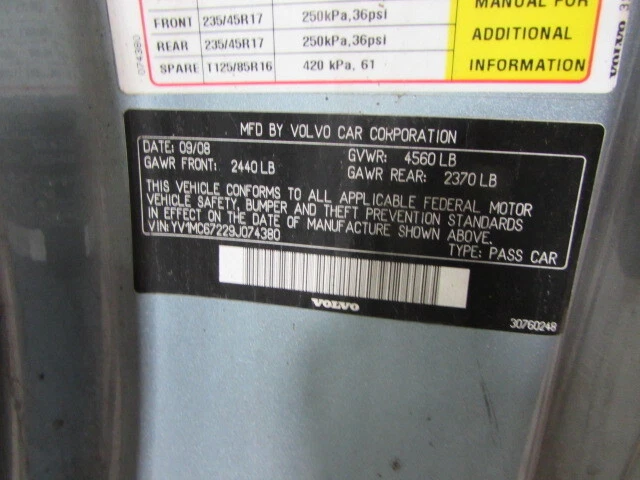 MANUAL FOR
FRONT 235/45R17 250kPa,36psi
ADDITIONAL
REAR 235/45R17 250kPa,36psi
INFORMATION
SPARE T125/85R16 420 kPa, 61
074380
VOLVO
MFD BY VOLVO CAR CORPORATION
DATE: 09/08 GVWR: 4560 LB
GAWR FRONT: 2440 LB GAWR REAR: 2370 LB
THIS VEHICLE CONFORMS TO ALL APPLICABLE FEDERAL MOTOR
VEHICLE SAFETY, BUMPER AND THEFT PREVENTION STANDARDS
IN EFFECT ON THE DATE OF MANUFACTURE SHOWN ABOVE.
VIN: YV1MC67229J074380
TYPE: PASS CAR
VOLVO
30760248